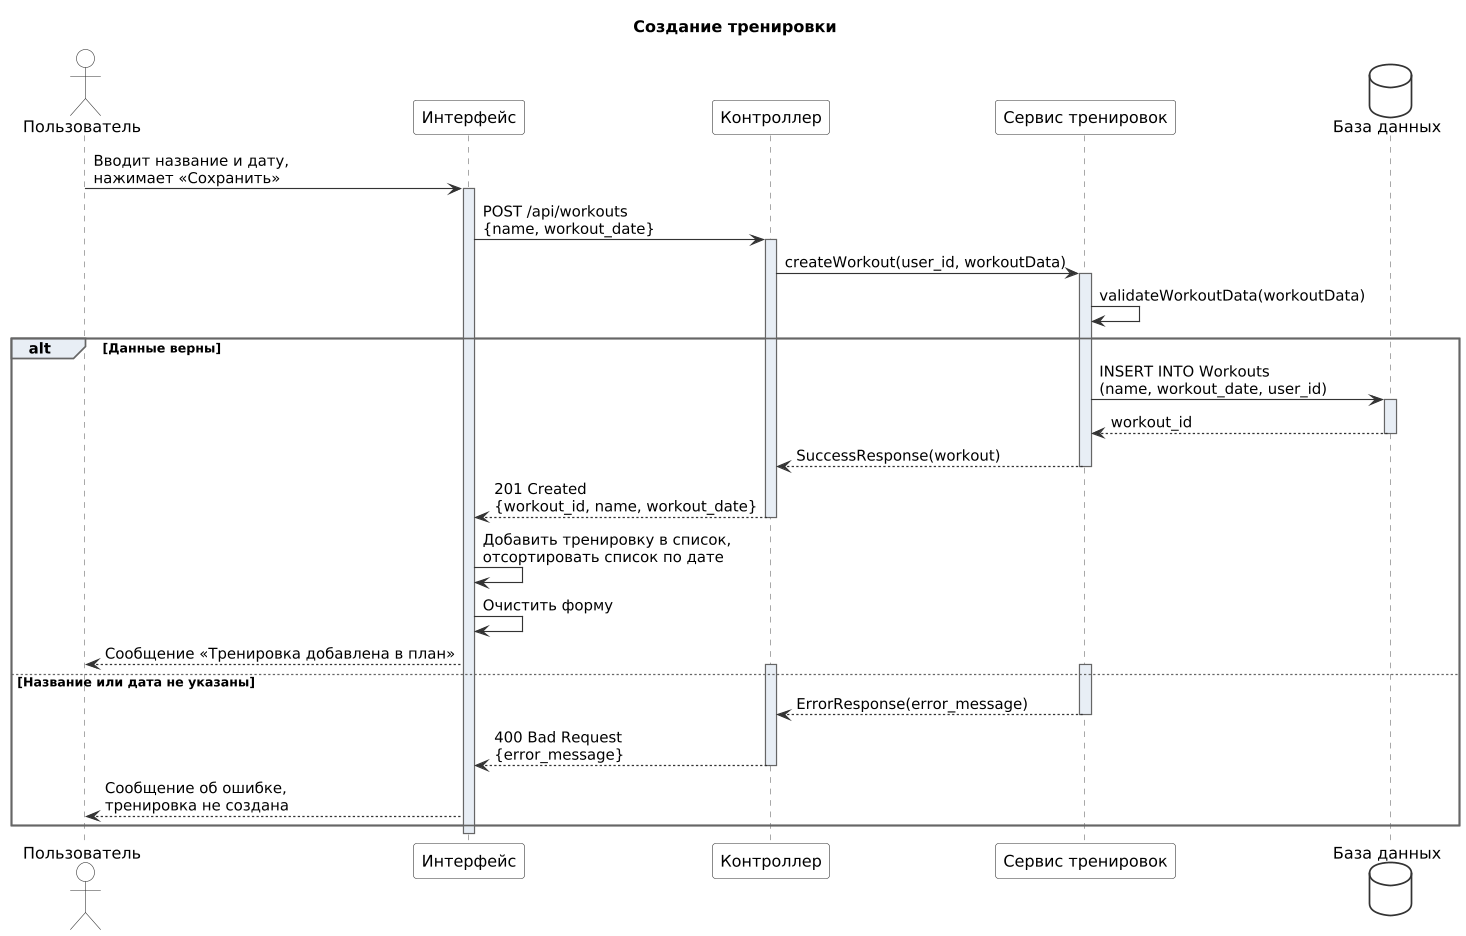 Создание тренировки
Пользователь
Интерфейс
Контроллер
Сервис тренировок
База данных
Вводит название и дату,
нажимает «Сохранить»
POST /api/workouts
{name, workout_date}
createWorkout(user_id, workoutData)
validateWorkoutData(workoutData)
alt
[Данные верны]
INSERT INTO Workouts
(name, workout_date, user_id)
workout_id
SuccessResponse(workout)
201 Created
{workout_id, name, workout_date}
Добавить тренировку в список,
отсортировать список по дате
Очистить форму
Сообщение «Тренировка добавлена в план»
[Название или дата не указаны]
ErrorResponse(error_message)
400 Bad Request
{error_message}
Сообщение об ошибке,
тренировка не создана
Пользователь
Интерфейс
Контроллер
Сервис тренировок
База данных